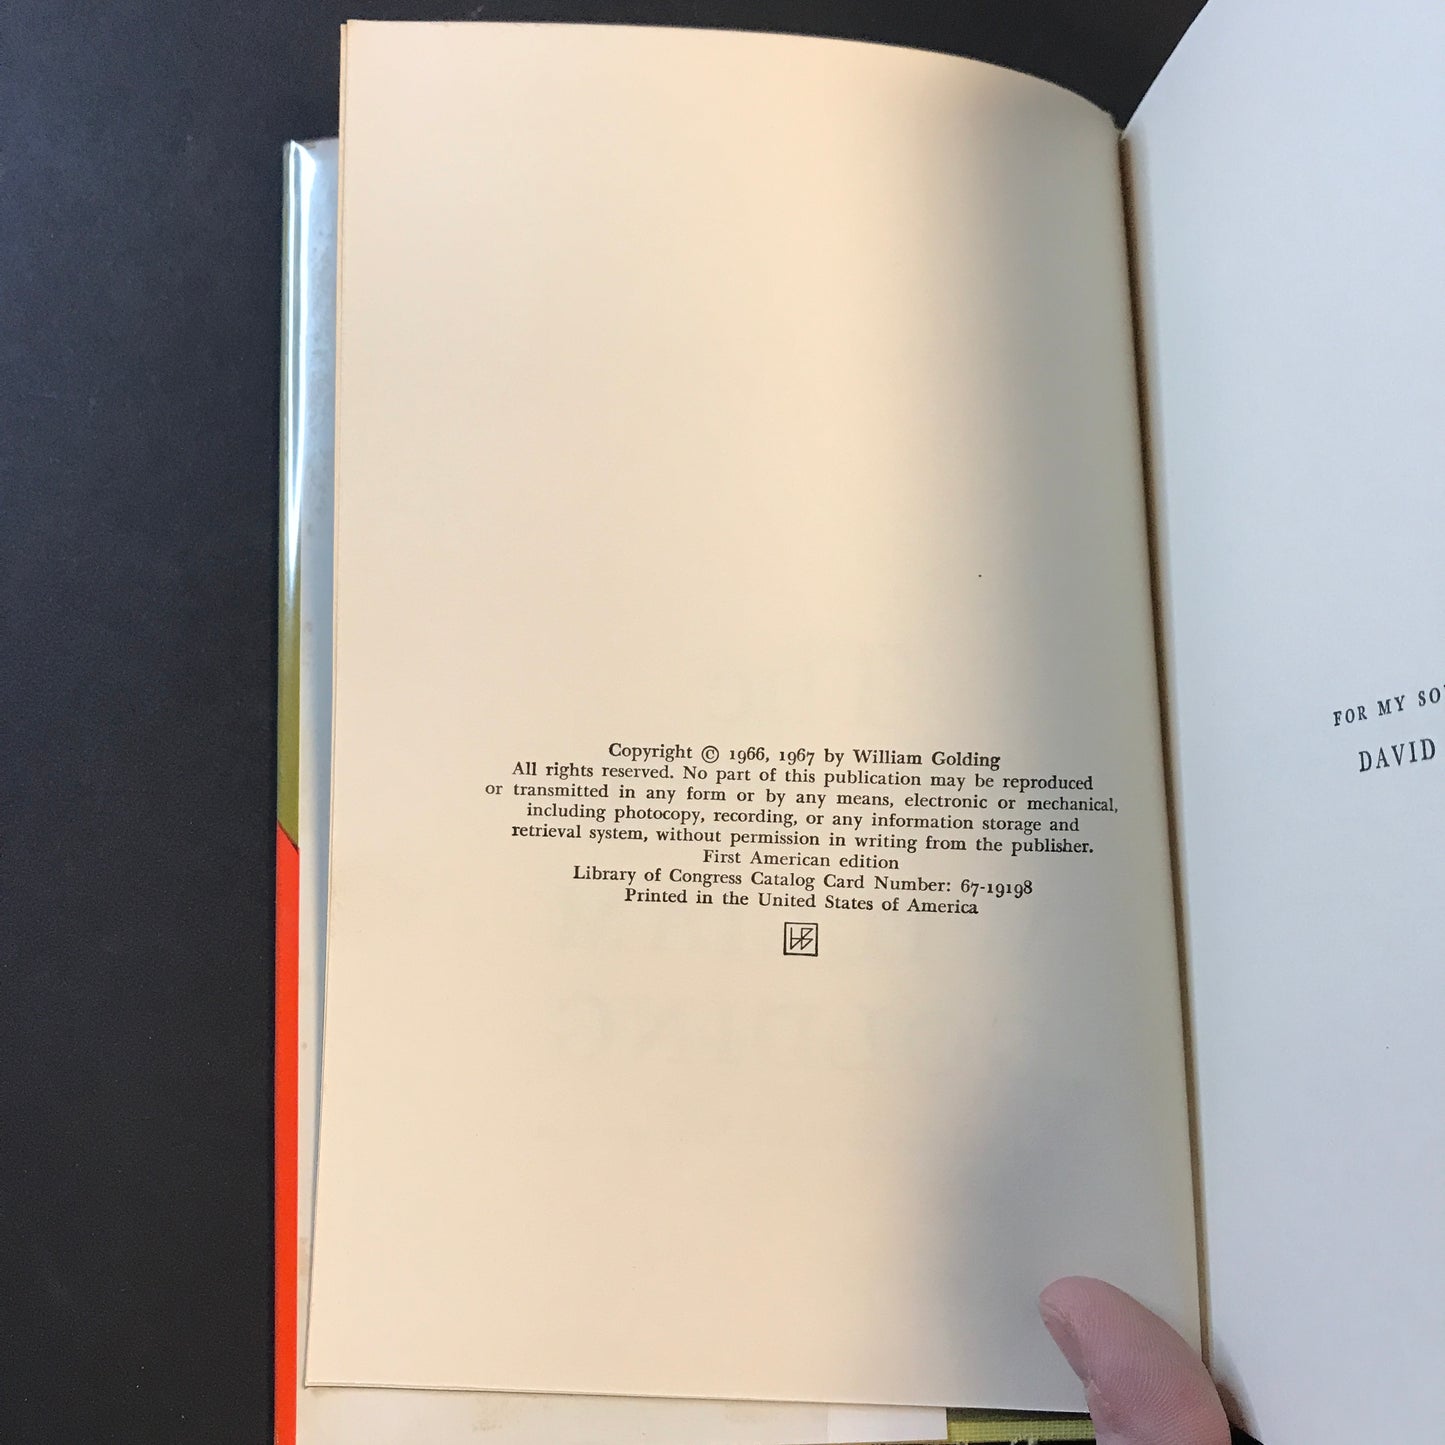 Copyright © 1966, 1967 by William Golding
All rights reserved. No part of this publication may be reproduced
or transmitted in any form or by any means, electronic or mechanical,
including photocopy, recording, or any information storage and
retrieval system, without permission in writing from the publisher.
First American edition
Library of Congress Catalog Card Number: 67-19198
Printed in the United States of America
FOR MY
DAVID